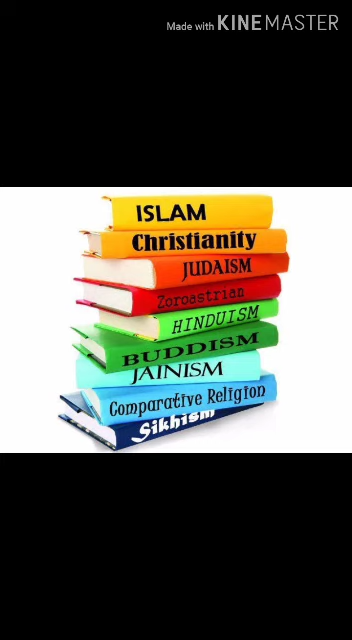 Made with KINEMASTER
ISLAM
Christianity
JUDAISM
Zoroastrian
HINDUISM
BUDDISM
JAINISM
Comparative Religion
Sikhism